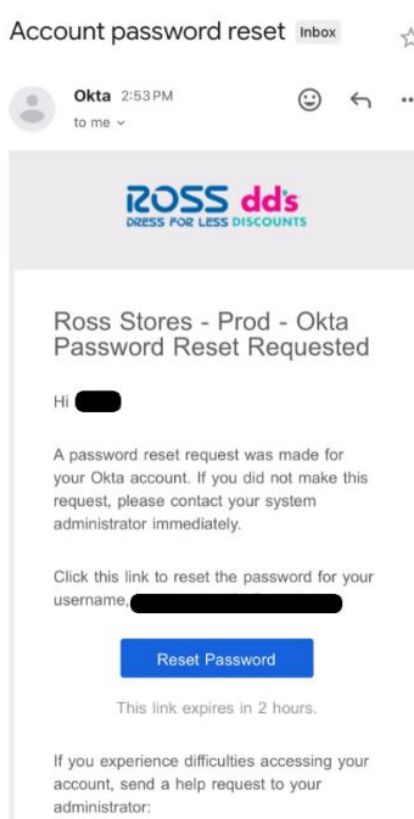 Account password reset Inbox
Okta 2:53 PM
to me
ROSS dd's
DRESS FOR LESS DISCOUNTS
Ross Stores - Prod - Okta
Password Reset Requested
Hi
A password reset request was made for
your Okta account. If you did not make this
request, please contact your system
administrator immediately.
Click this link to reset the password for your
username,
Reset Password
This link expires in 2 hours.
If you experience difficulties accessing your
account, send a help request to your
administrator: